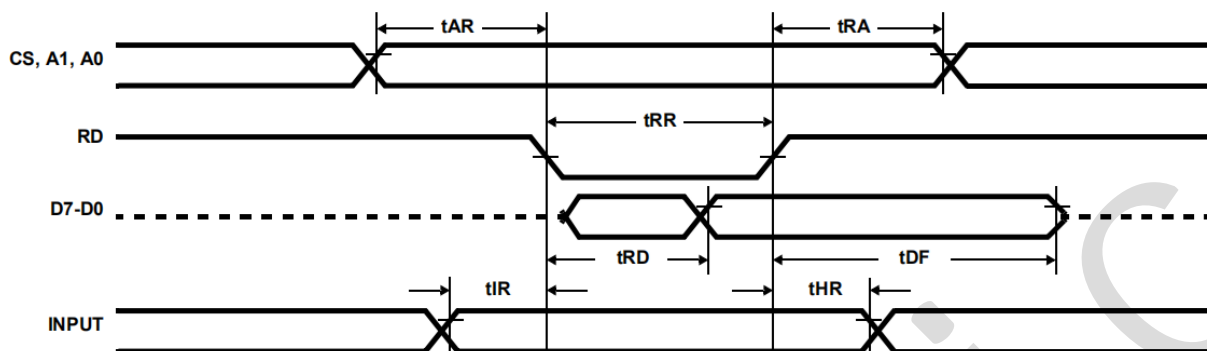 tAR
tRA
CS, A1, A0
tRR
RD
D7-D0
tRD
tDF
tIR
tHR
INPUT